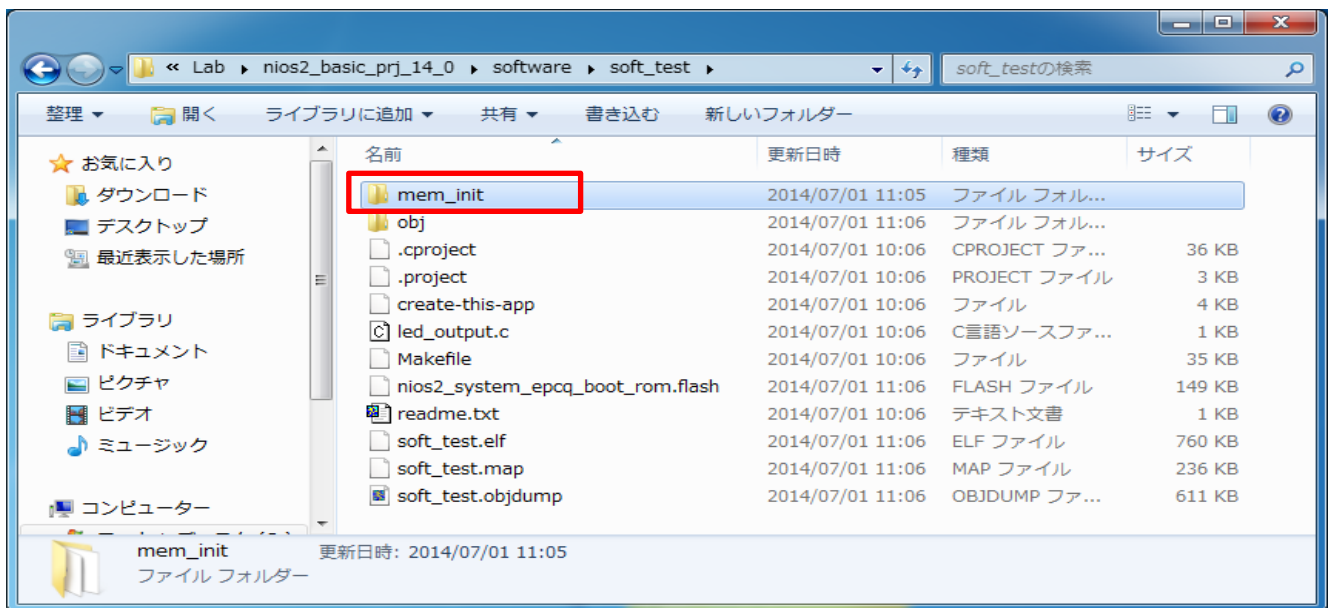 « Lab ▸ nios2_basic_prj_14_0 ▸ software ▸ soft_test ▸ soft_testの検索
整理 ▼ 開く ライブラリに追加 ▼ 共有 ▼ 書き込む 新しいフォルダー
お気に入り
ダウンロード
デスクトップ
最近表示した場所
ライブラリ
ドキュメント
ピクチャ
ビデオ
ミュージック
コンピューター
名前 更新日時 種類 サイズ
mem_init 2014/07/01 11:05 ファイル フォル...
obj 2014/07/01 11:06 ファイル フォル...
.cproject 2014/07/01 10:06 CPROJECT ファ... 36 KB
.project 2014/07/01 10:06 PROJECT ファイル 3 KB
create-this-app 2014/07/01 10:06 ファイル 4 KB
led_output.c 2014/07/01 10:06 C言語ソースファ... 1 KB
Makefile 2014/07/01 10:06 ファイル 35 KB
nios2_system_epcq_boot_rom.flash 2014/07/01 11:06 FLASH ファイル 149 KB
readme.txt 2014/07/01 10:06 テキスト文書 1 KB
soft_test.elf 2014/07/01 11:06 ELF ファイル 760 KB
soft_test.map 2014/07/01 11:06 MAP ファイル 236 KB
soft_test.objdump 2014/07/01 11:06 OBJDUMP ファ... 611 KB
mem_init 更新日時: 2014/07/01 11:05
ファイル フォルダー